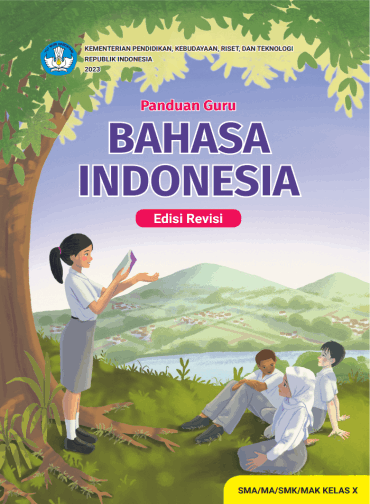 KEMENTERIAN PENDIDIKAN, KEBUDAYAAN, RISET, DAN TEKNOLOGI
REPUBLIK INDONESIA
2023
Panduan Guru
BAHASA
INDONESIA
Edisi Revisi
SMA/MA/SMK/MAK KELAS X